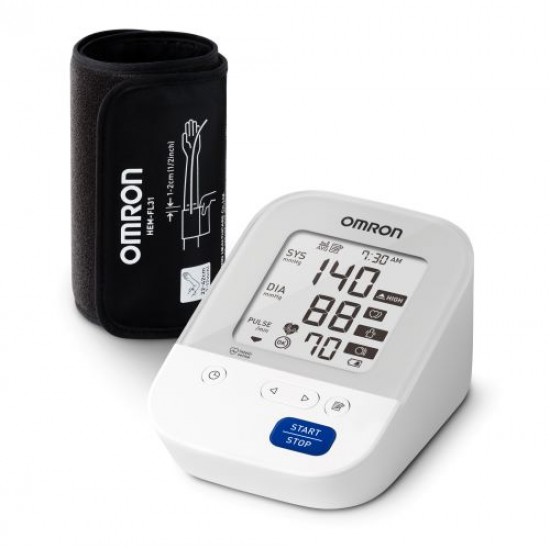 OMRON
HEM-FL31
1-2cm(1/2inch)
OMRON
7:30 AM
SYS
mmHg
140
HIGH
DIA
mmHg
88
PULSE
/min
OK
70
START
STOP